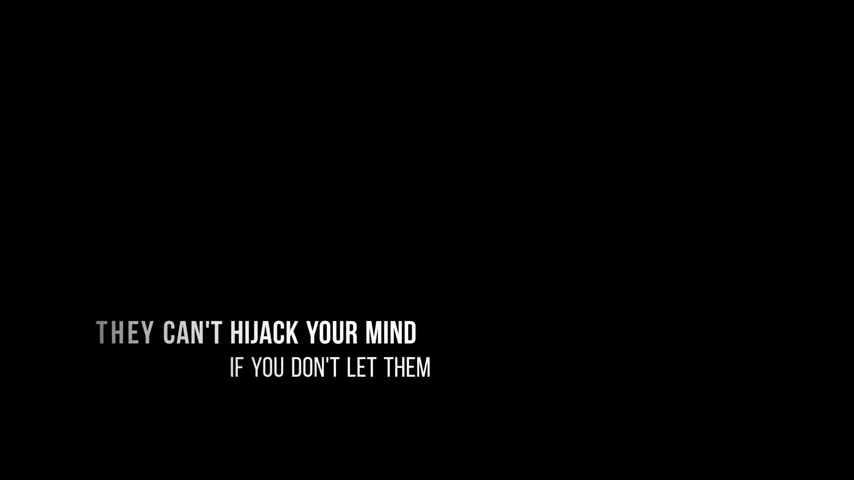 THEY CAN'T HIJACK YOUR MIND
IF YOU DON'T LET THEM